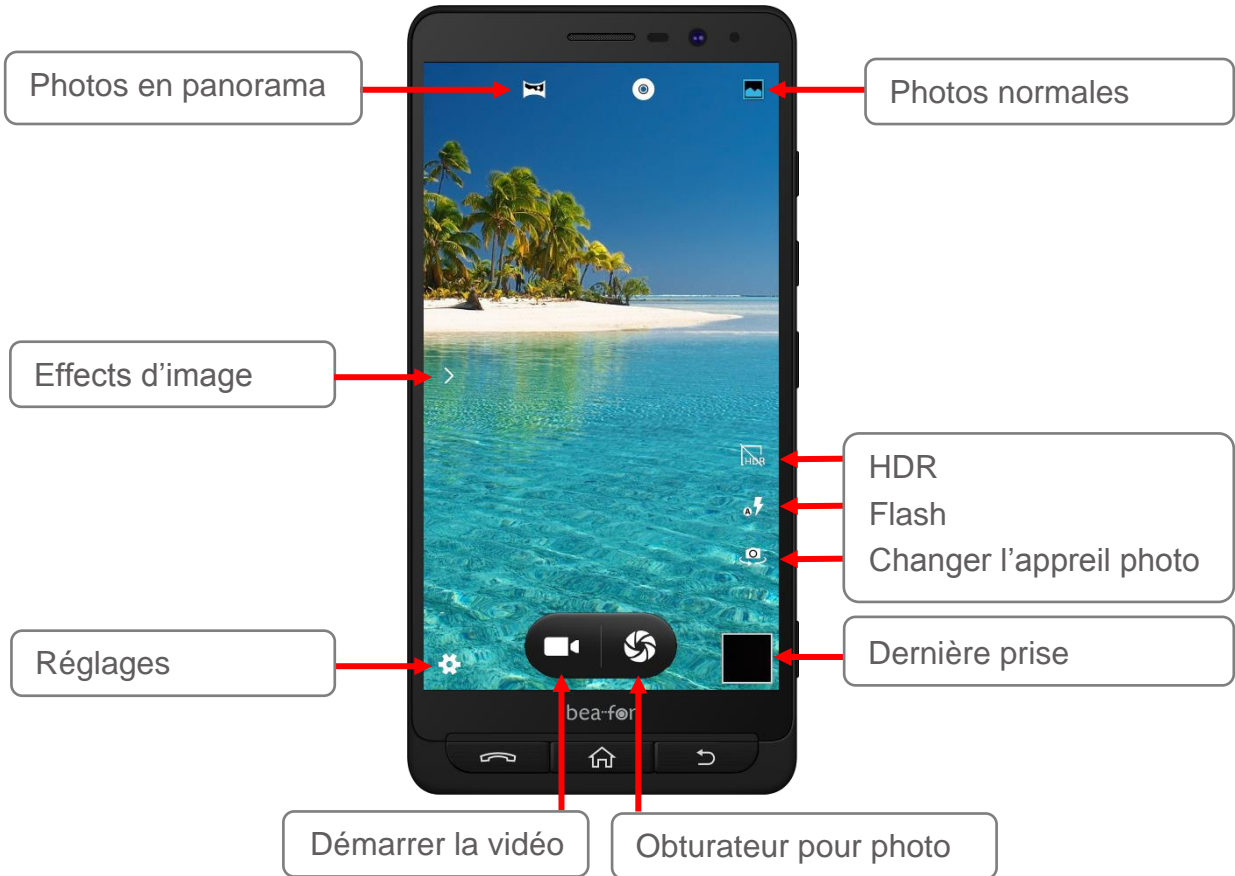 Photos en panorama
Photos normales
Effects d’image
HDR
HDR
Flash
A
Changer l’appreil photo
Réglages
Dernière prise
bea-fon
Démarrer la vidéo
Obturateur pour photo